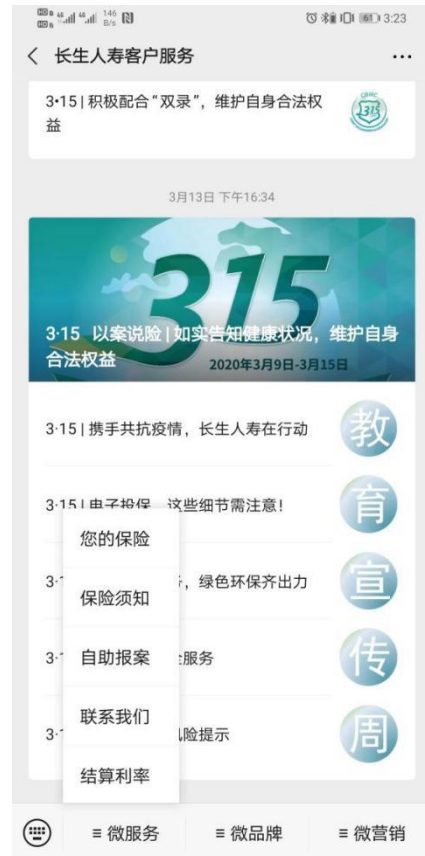 146
B/s
61
3:23
长生人寿客户服务
3•15|积极配合“双录”，维护自身合法权
益
315
3月13日 下午16:34
315
3·15 以案说险|如实告知健康状况，维护自身
合法权益
2020年3月9日-3月15日
3·15|携手共抗疫情，长生人寿在行动
教
3·15|电子投保，这些细节需注意！
育
您的保险
，绿色环保齐出力
宣
保险须知
自助报案
服务
传
联系我们
险提示
周
结算利率
≡ 微服务
≡ 微品牌
≡ 微营销